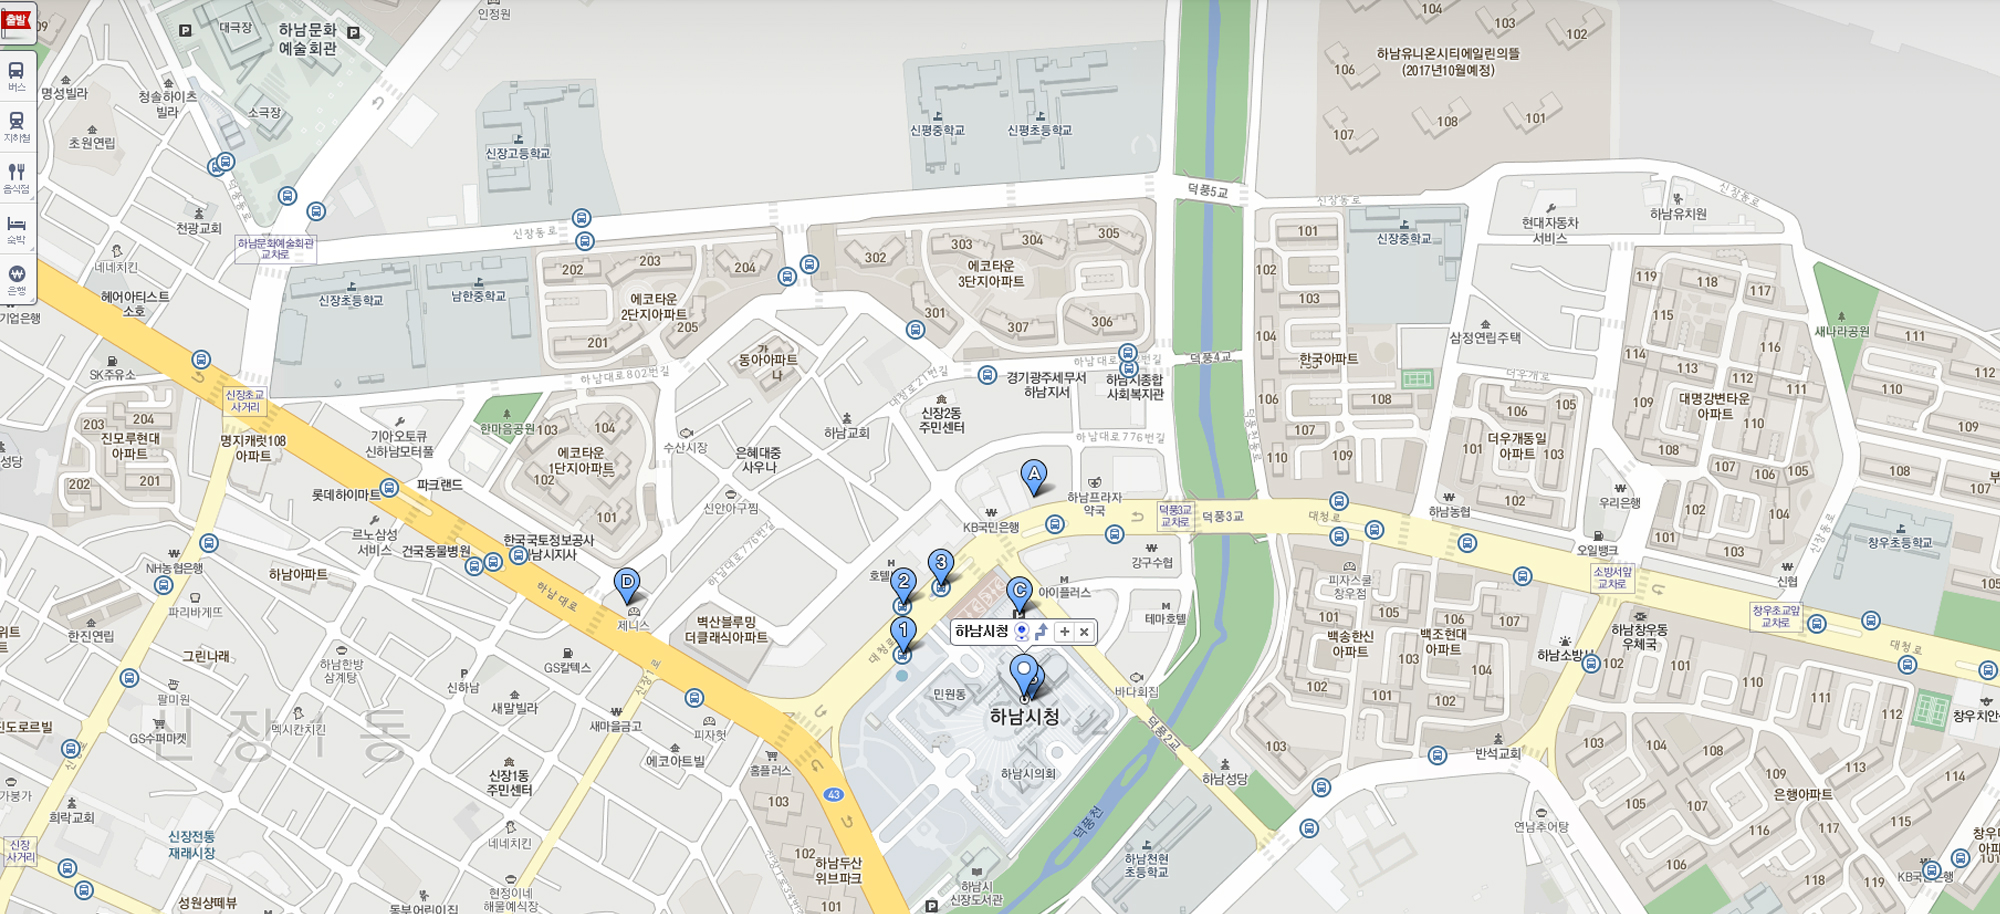 출발
버스
지하철
음식점
숙박
은행
109
대극장
하남문화
예술회관
소극장
인정원
명성빌라
청솔하이츠
빌라
초원연립
천광교회
네네치킨
덕풍동로
하남문화예술회관
교차로
헤어아티스트
소호
기업은행
SK주유소
신장초교
사거리
신장고등학교
신평중학교
신평초등학교
신장동로
신장초등학교
남한중학교
202
203
204
에코타운
2단지아파트
205
201
302
303
304
305
에코타운
3단지아파트
301
307
306
덕풍5교
덕풍4교
하남유니온시티에일린의뜰
(2017년10월예정)
104
103
102
106
107
108
101
신장동로
신장중학교
현대자동차
서비스
하남유치원
신장동로
101
102
103
104
한국아파트
106
107
108
109
110
삼정연립주택
더우개로
119
118
117
115
116
114
113
112
111
대명강변타운
아파트
110
109
108
107
106
105
101
102
103
새나라공원
111
110
112
109
108
107
101
106
105
더우개동일
아파트
103
101
102
우리은행
하남농협
창우초등학교
신장로
동아아파트
가
나
하남대로802번길
대청로21번길
경기광주세무서
하남지서
하남시종합
사회복지관
하남대로776번길
신장2동
주민센터
하남교회
수산시장
은혜대중
사우나
신안아구찜
하남대로776번길
한마음공원
103
104
에코타운
1단지아파트
102
101
기아오토큐
신하남모터풀
203
204
진모루현대
아파트
202
201
명지캐럿108
아파트
롯데하이마트
파크랜드
르노삼성
서비스
건국동물병원
한국국토정보공사
하남시지사
NH농협은행
하남아파트
파리바게뜨
한진연립
그린나래
하남한방
삼계탕
팔미원
신하남
멕시칸치킨
GS수퍼마켓
신장1동
새말빌라
새마을금고
GS칼텍스
제니스
하남대로
벽산블루밍
더클래식아파트
피자헛
에코아트빌
홈플러스
신장1동
주민센터
네네치킨
희락교회
신장
사거리
신장전통
재래시장
성원상떼뷰
현정이네
해물예식장
동부어린이집
43
103
102
101
하남두산
위브파크
A
D
C
1
2
3
KB국민은행
하남프라자
약국
덕풍3교
교차로
덕풍3교
대청로
강구수협
아이플러스
테마호텔
대청로
민원동
하남시청
하남시청
하남시의회
바다회집
덕풍2교
덕풍천
하남시
신장도서관
하남천현
초등학교
하남성당
피자스쿨
창우점
백송한신
아파트
101
102
103
105
106
백조현대
아파트
102
103
101
오일뱅크
소방서앞
교차로
신협
창우초교앞
교차로
대청로
하남소방서
하남창우동
우체국
반석교회
연남추어탕
101
102
103
104
105
106
107
108
109
110
111
112
113
114
115
116
117
118
119
은행아파트
KB국민은행